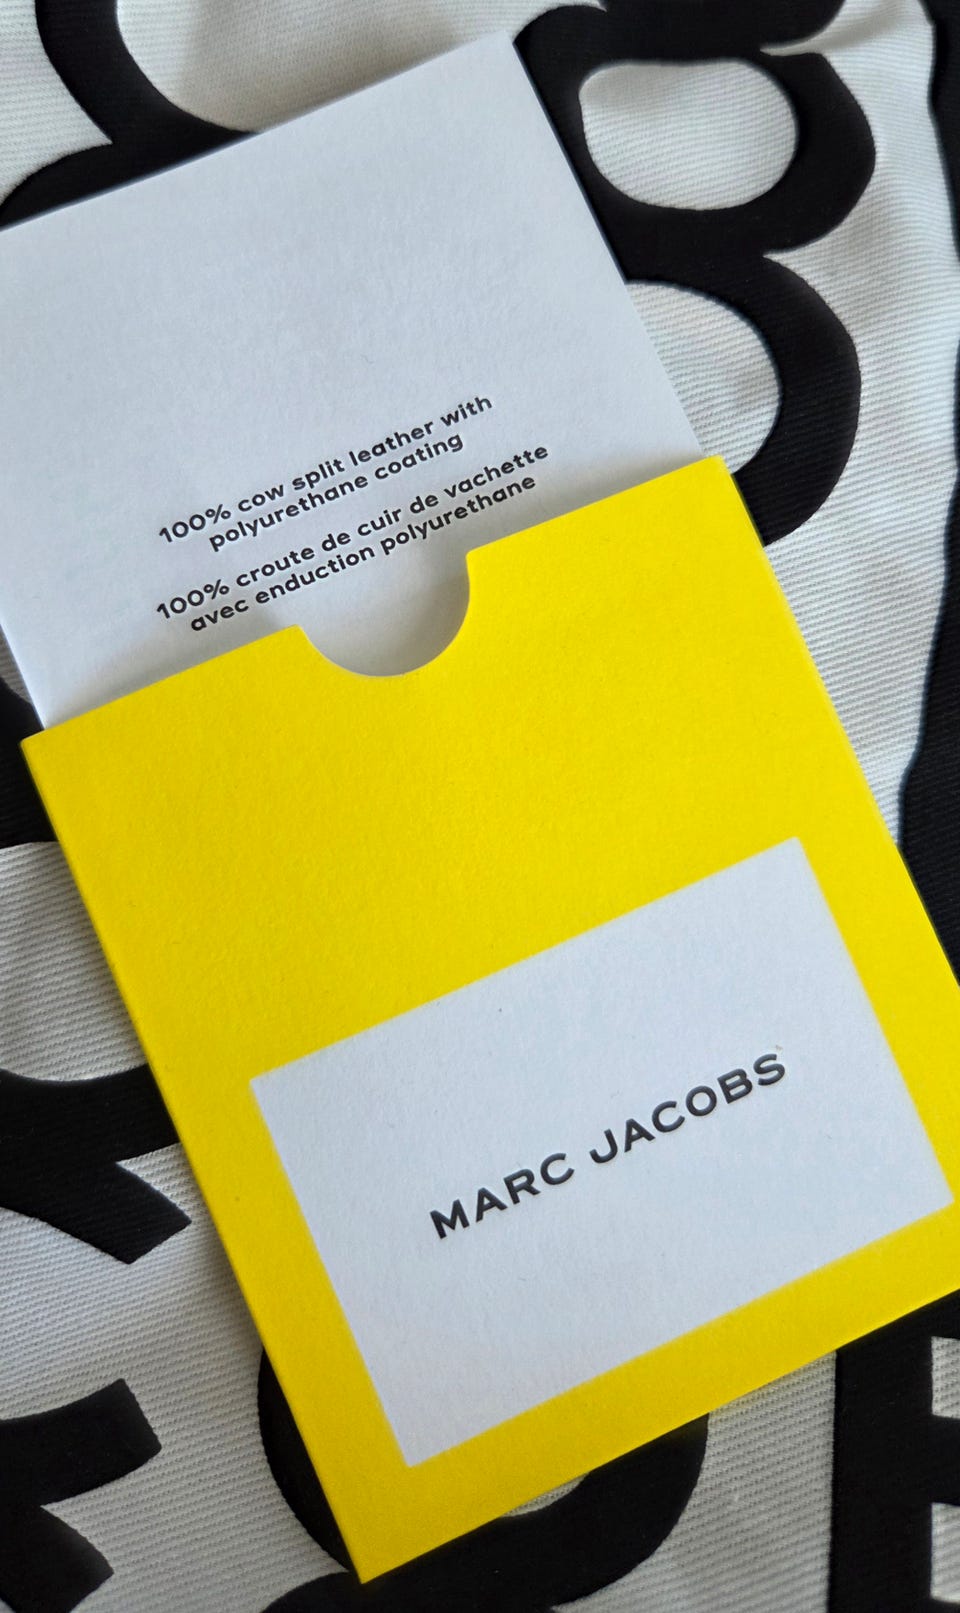 100% cow split leather with
polyurethane coating
100% croute de cuir de vachette
avec enduction polyurethane
MARC JACOBS